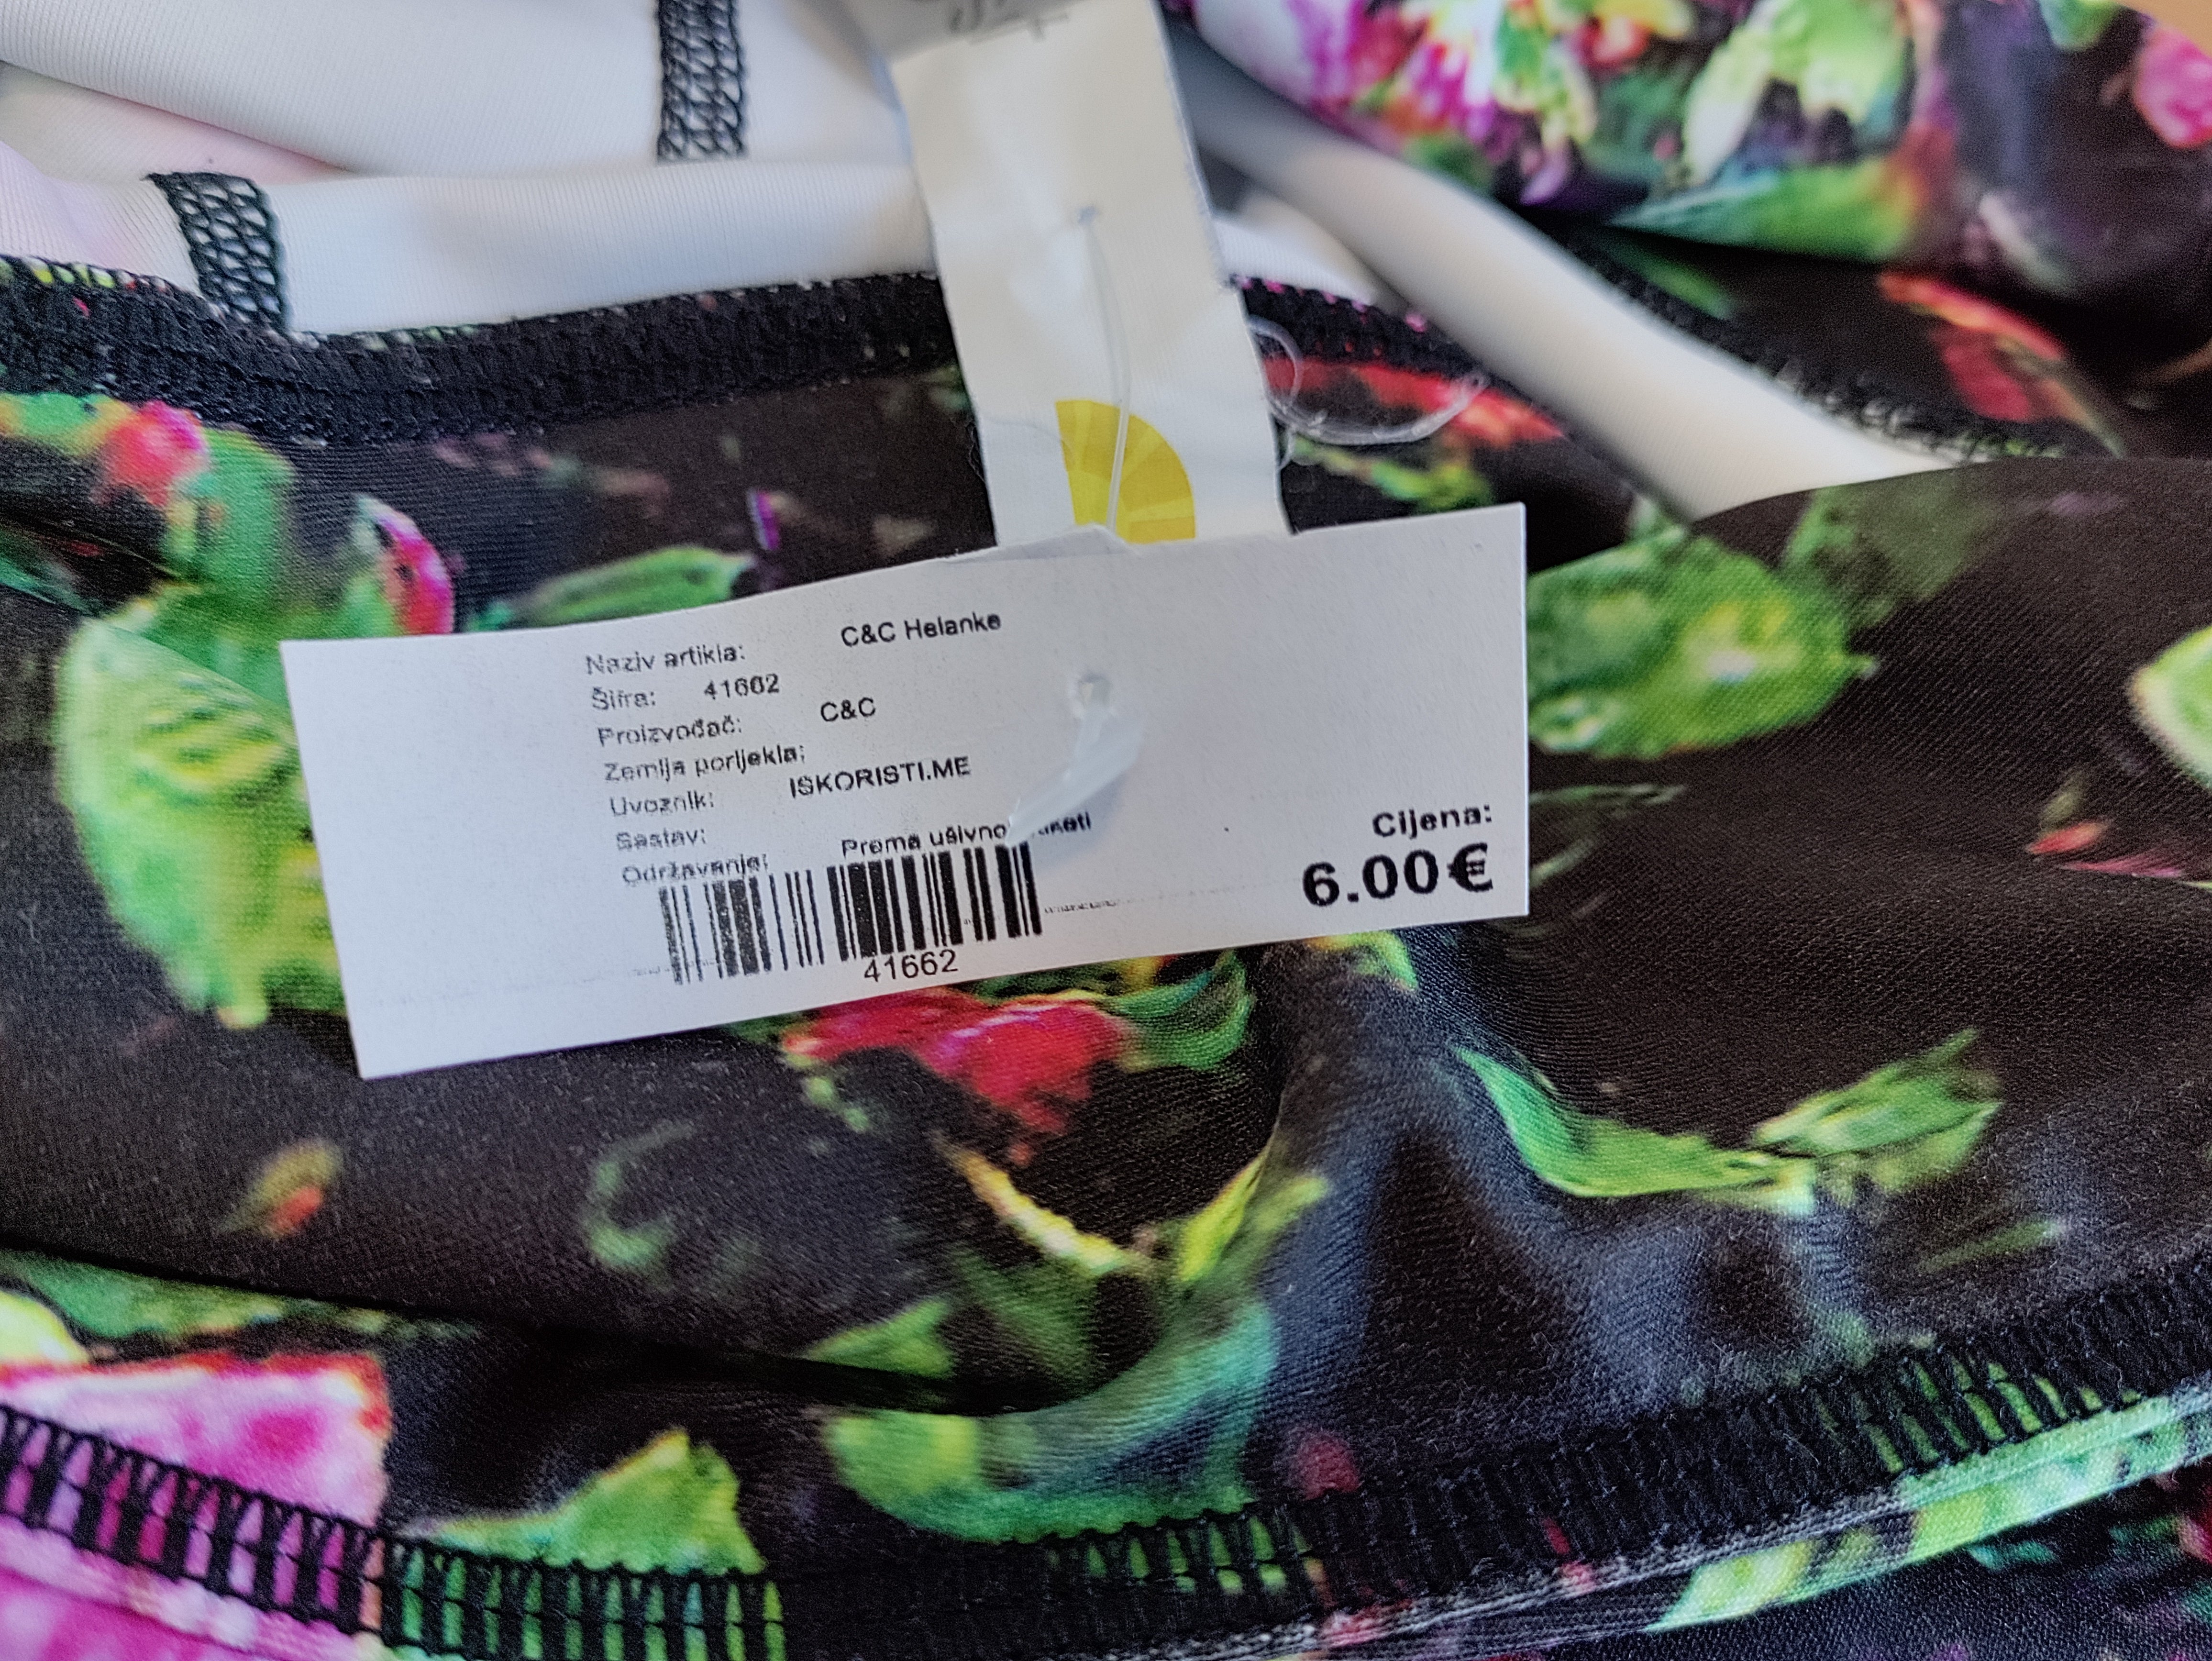 Naziv artikla: C&C Helanke
Šifra: 41662
Proizvođač: C&C
Zemlja porijekla:
Uvoznik: ISKORISTI.ME
Sastav:
Održavanje: Prema ušivnoj
41662
Cijena:
6.00€